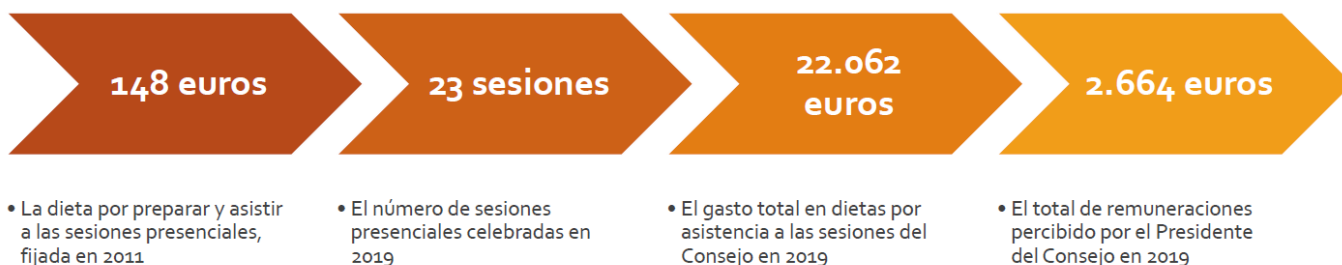 148 euros
23 sesiones
22.062
euros
2.664 euros
• La dieta por preparar y asistir
a las sesiones presenciales,
fijada en 2011
• El número de sesiones
presenciales celebradas en
2019
• El gasto total en dietas por
asistencia a las sesiones del
Consejo en 2019
• El total de remuneraciones
percibido por el Presidente
del Consejo en 2019